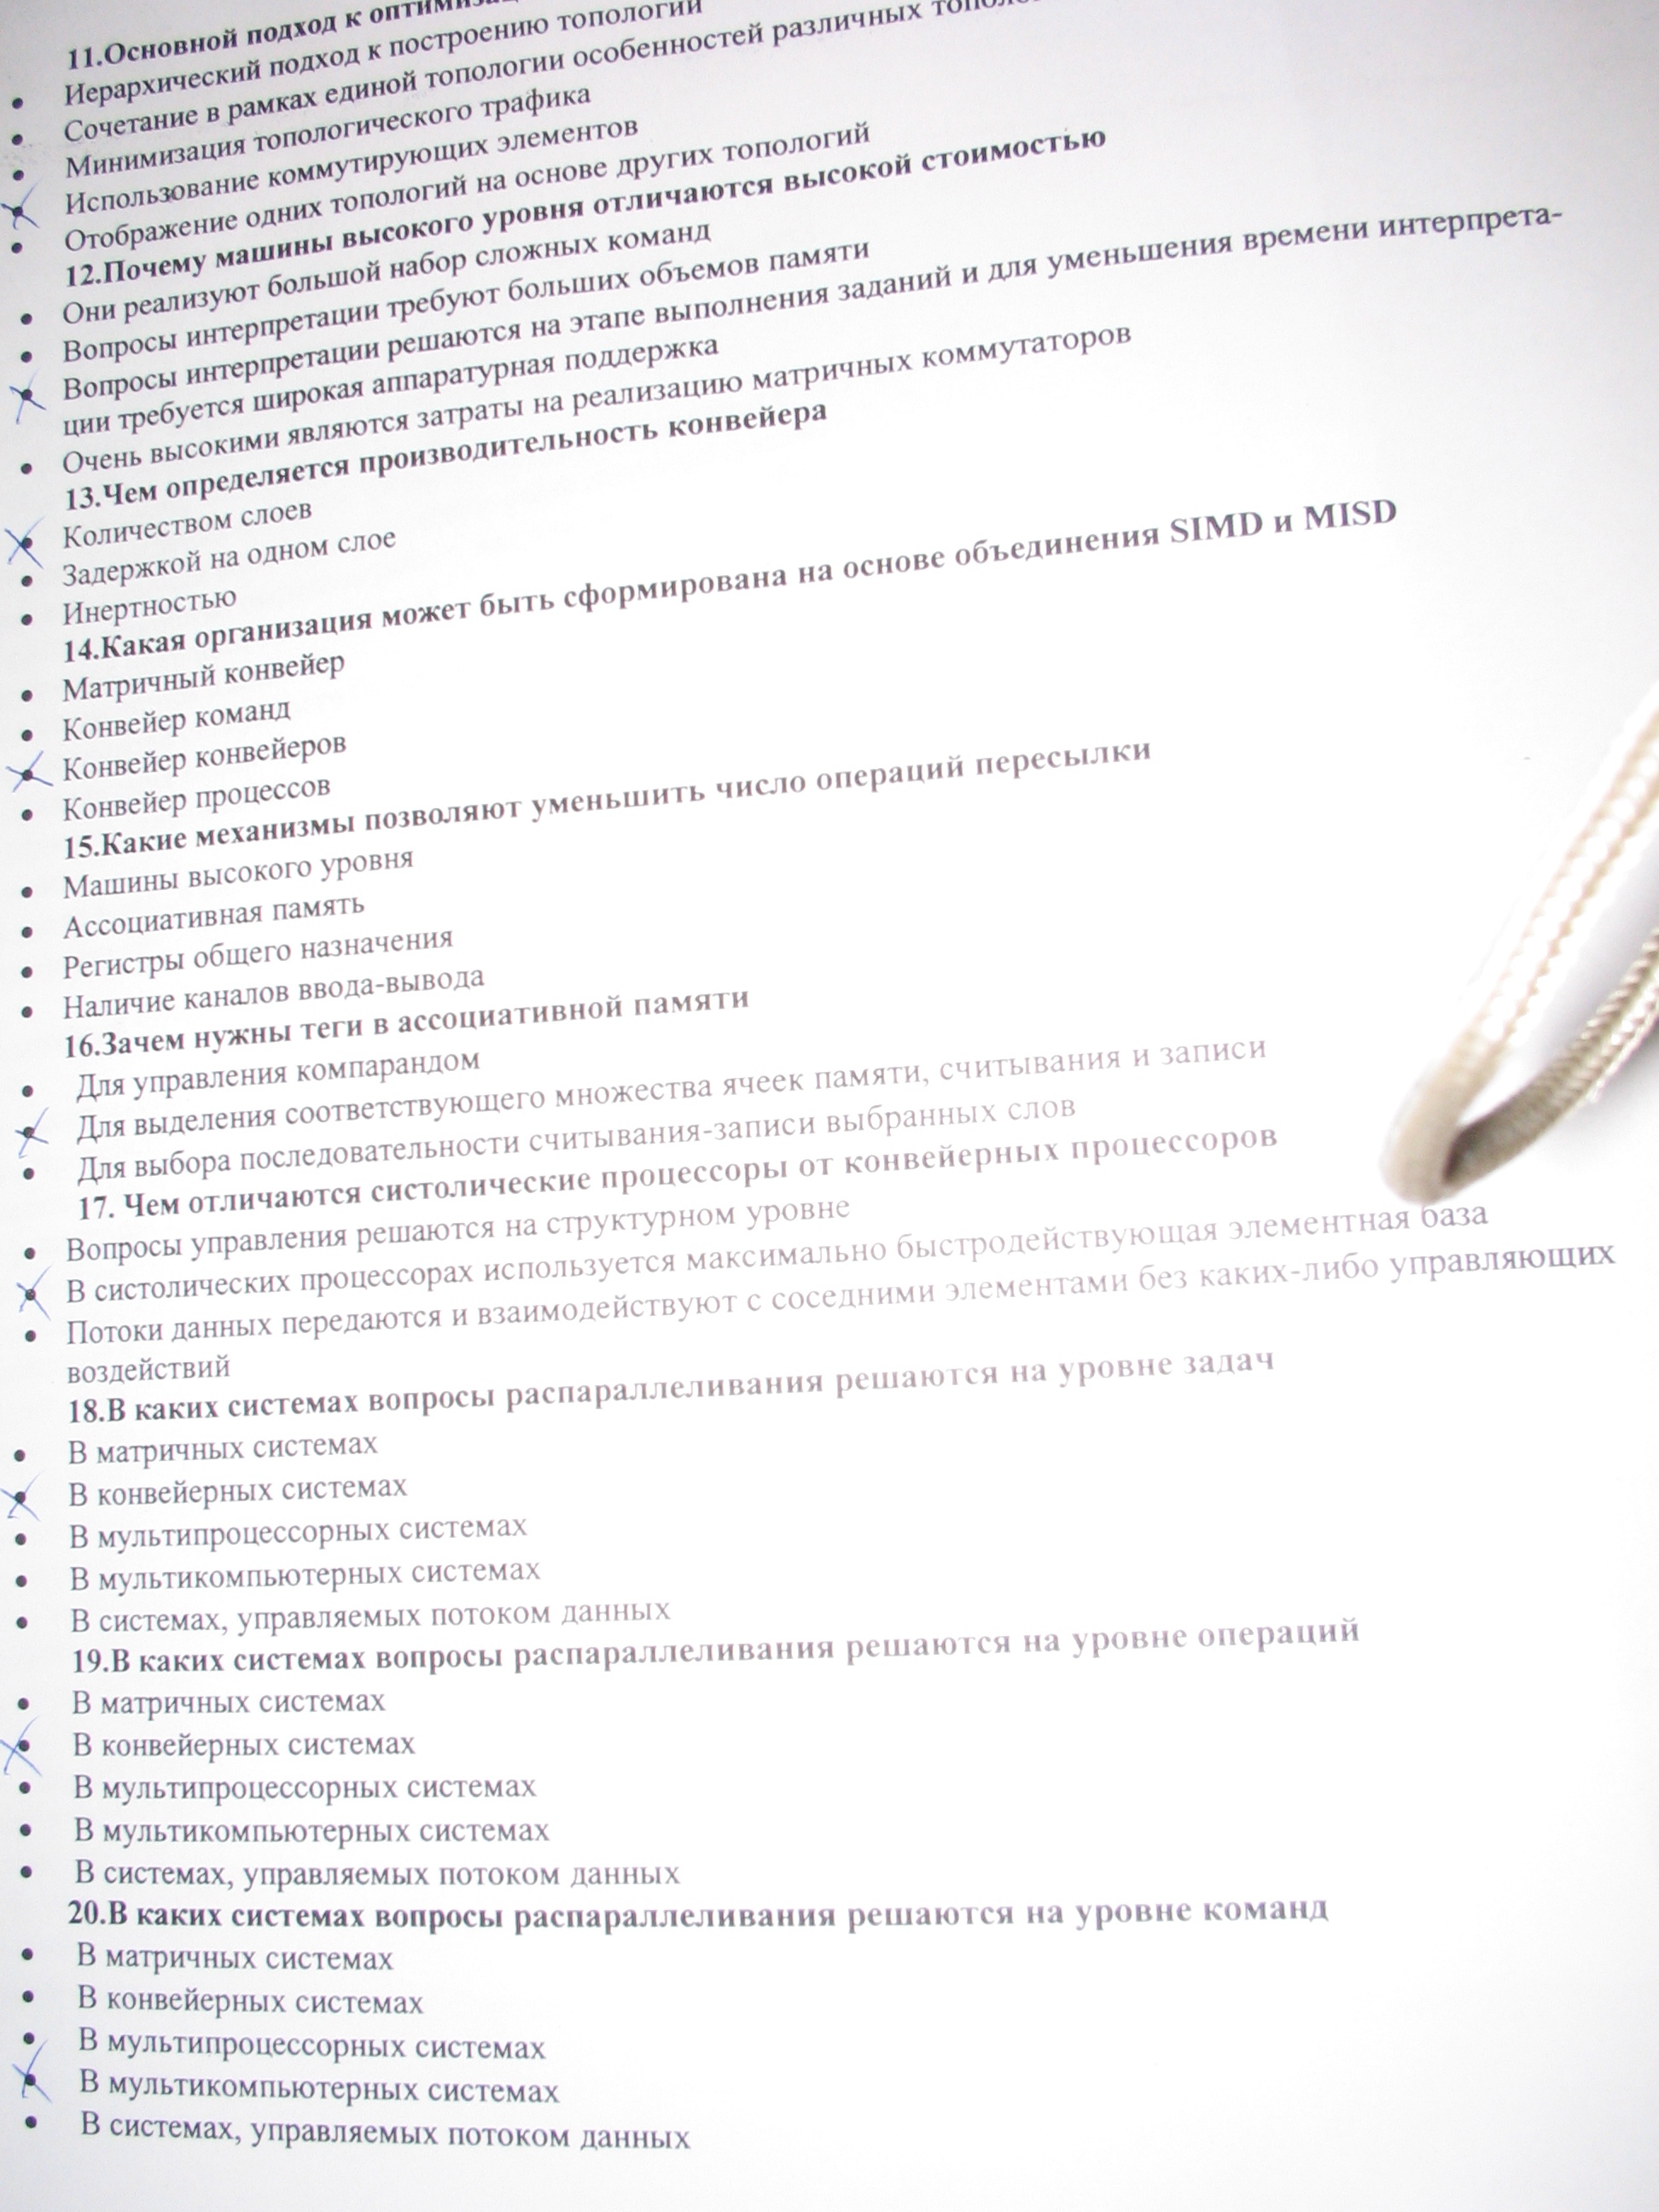 11.Основной подход к
• Иерархический подход к построению топологии
• Сочетание в рамках единой топологии особенностей различных
• Минимизация топологического трафика
• Использование коммутирующих элементов
• Отображение одних топологий на основе других топологий
12.Почему машины высокого уровня отличаются высокой стоимостью
• Они реализуют большой набор сложных команд
• Вопросы интерпретации требуют больших объемов памяти
• Вопросы интерпретации решаются на этапе выполнения заданий и для уменьшения времени интерпрета-
ции требуется широкая аппаратурная поддержка
• Очень высокими являются затраты на реализацию матричных коммутаторов
13.Чем определяется производительность конвейера
• Количеством слоев
• Задержкой на одном слое
• Инертностью
14.Какая организация может быть сформирована на основе объединения SIMD и MISD
• Матричный конвейер
• Конвейер команд
• Конвейер конвейеров
• Конвейер процессов
15.Какие механизмы позволяют уменьшить число операций пересылки
• Машины высокого уровня
• Ассоциативная память
• Регистры общего назначения
• Наличие каналов ввода-вывода
16.Зачем нужны теги в ассоциативной памяти
• Для управления компарандом
• Для выделения соответствующего множества ячеек памяти, считывания и записи
• Для выбора последовательности считывания-записи выбранных слов
17. Чем отличаются систолические процессоры от конвейерных процессоров
• Вопросы управления решаются на структурном уровне
• В систолических процессорах используется максимально быстродействующая элементная база
• Потоки данных передаются и взаимодействуют с соседними элементами без каких-либо управляющих
воздействий
18.В каких системах вопросы распараллеливания решаются на уровне задач
• В матричных системах
• В конвейерных системах
• В мультипроцессорных системах
• В мультикомпьютерных системах
• В системах, управляемых потоком данных
19.В каких системах вопросы распараллеливания решаются на уровне операций
• В матричных системах
• В конвейерных системах
• В мультипроцессорных системах
• В мультикомпьютерных системах
• В системах, управляемых потоком данных
20.В каких системах вопросы распараллеливания решаются на уровне команд
• В матричных системах
• В конвейерных системах
• В мультипроцессорных системах
• В мультикомпьютерных системах
• В системах, управляемых потоком данных